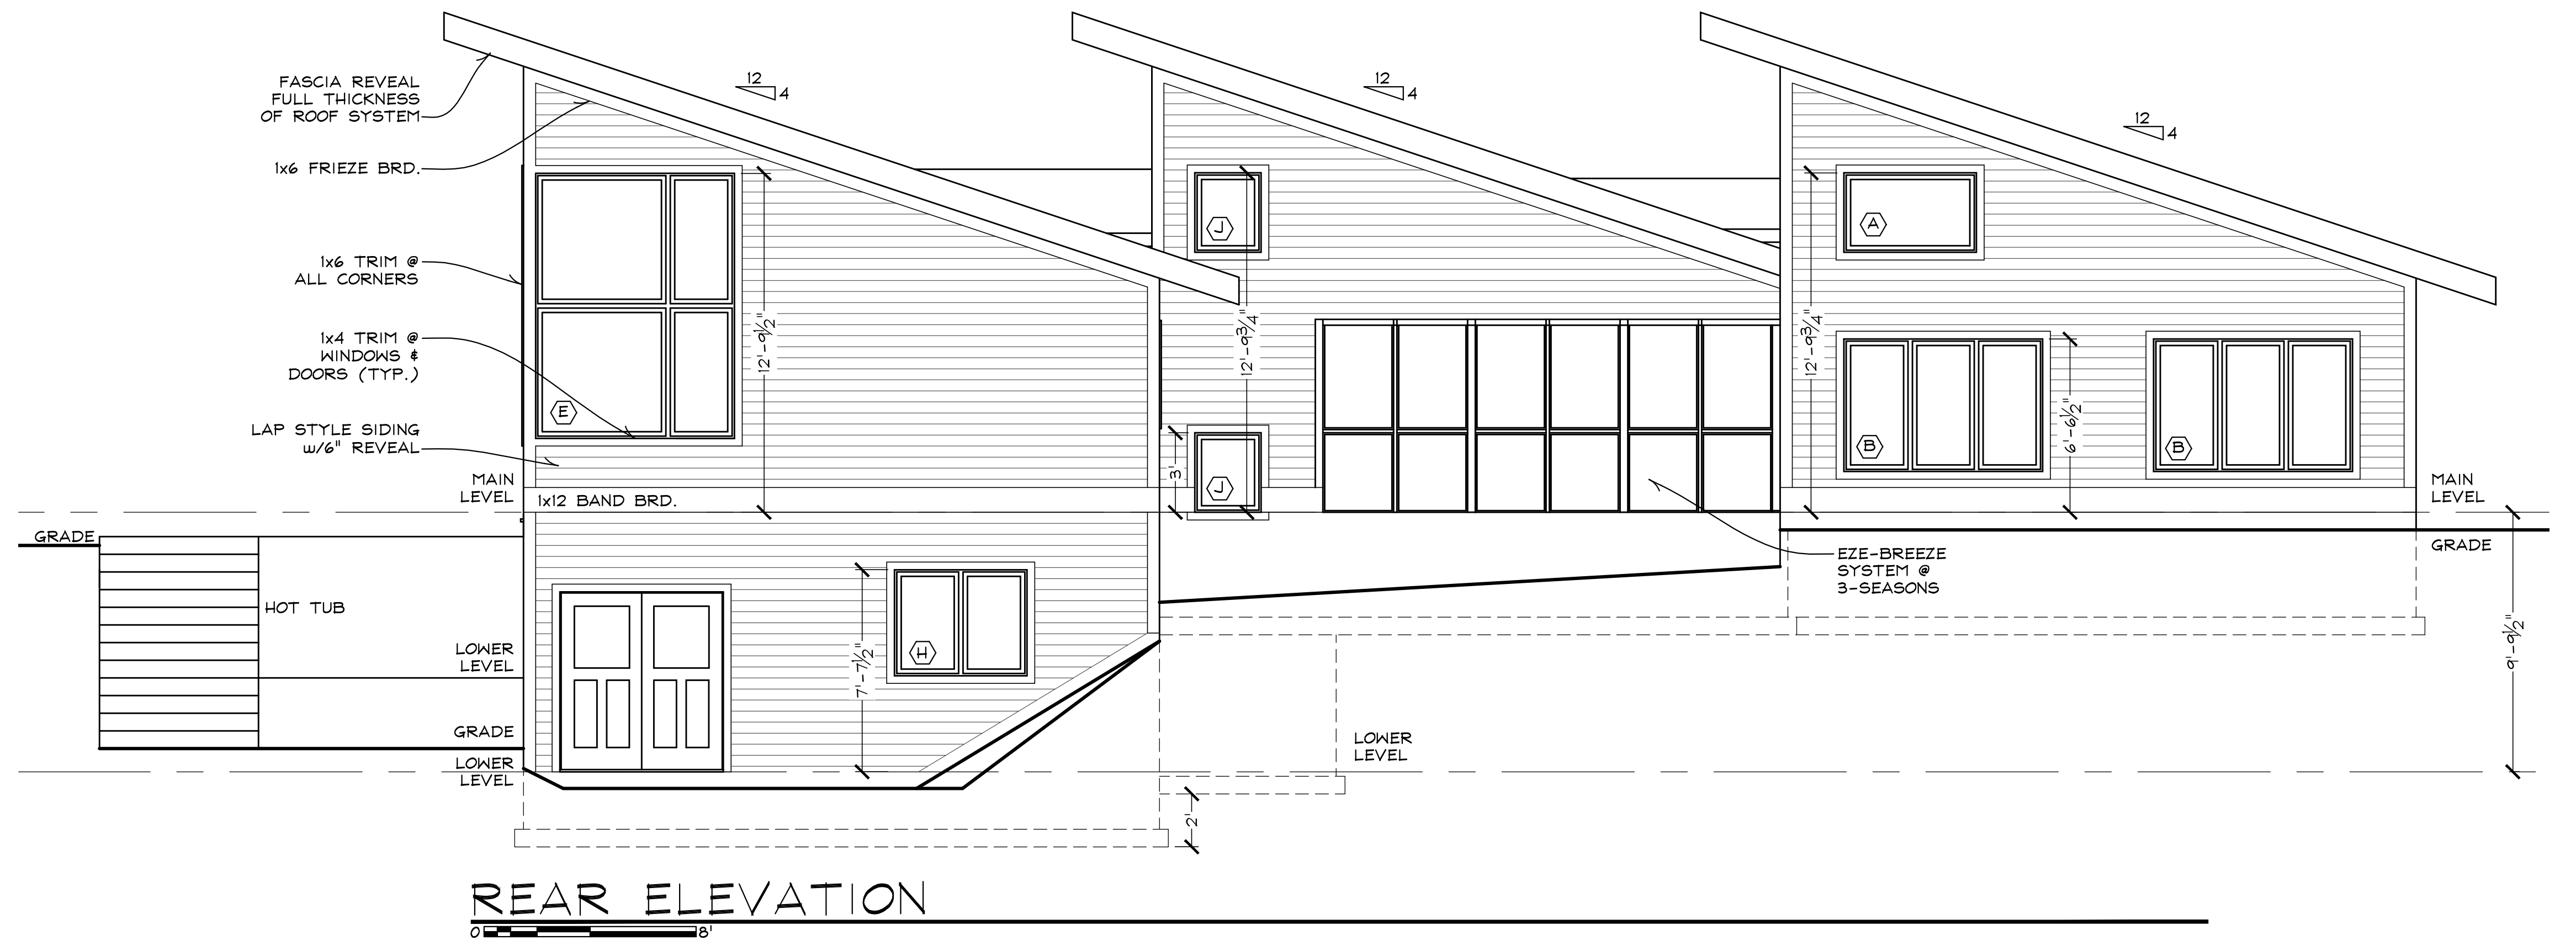 12
4
12
4
12
4
FASCIA REVEAL
FULL THICKNESS
OF ROOF SYSTEM
1x6 FRIEZE BRD.
1x6 TRIM @
ALL CORNERS
1x4 TRIM @
WINDOWS &
DOORS (TYP.)
LAP STYLE SIDING
w/6" REVEAL
MAIN
LEVEL
1x12 BAND BRD.
E
12'-9½"
J
J
12'-9¾"
3'
A
12'-9¾"
B
6'-6½"
B
MAIN
LEVEL
GRADE
GRADE
EZE-BREEZE
SYSTEM @
3-SEASONS
HOT TUB
LOWER
LEVEL
GRADE
LOWER
LEVEL
7'-7½"
H
LOWER
LEVEL
9'-9½"
2'
REAR ELEVATION
0
8'